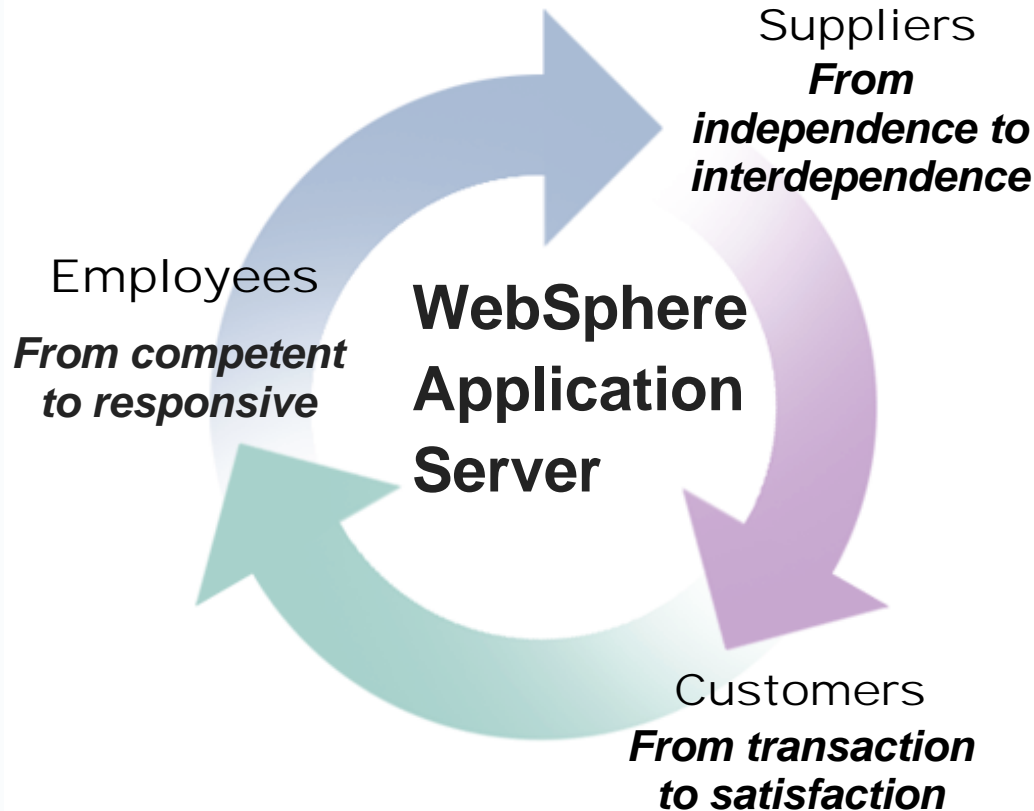 Suppliers
From
independence to
interdependence
Employees
From competent
to responsive
WebSphere
Application
Server
Customers
From transaction
to satisfaction